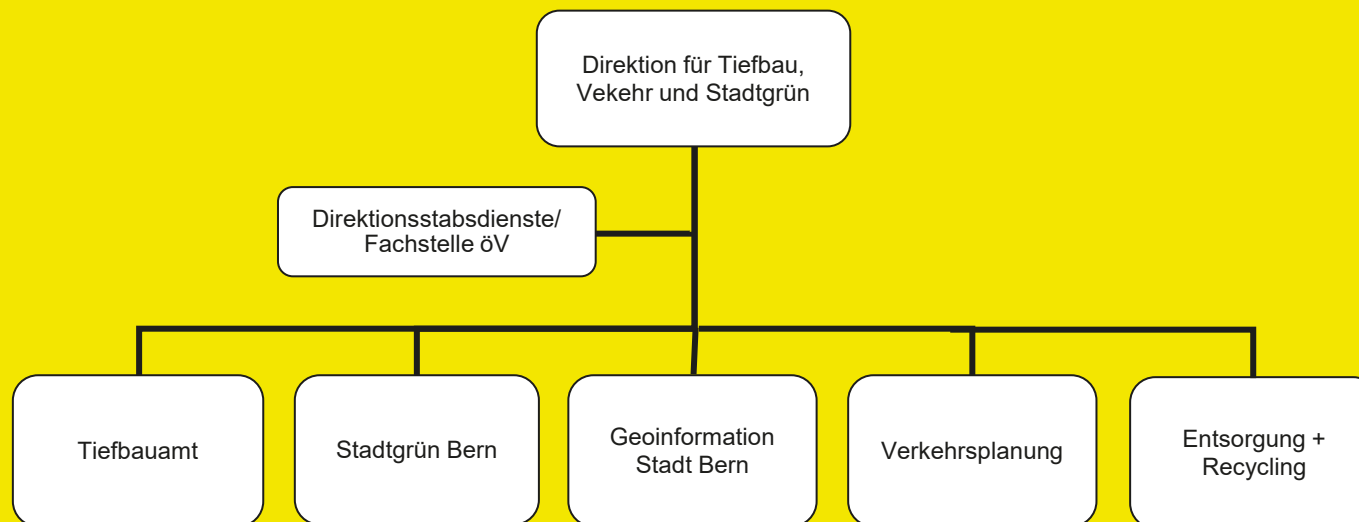 Direktion für Tiefbau,
Vekehr und Stadtgrün
Direktionsstabsdienste/
Fachstelle öV
Tiefbauamt
Stadtgrün Bern
Geoinformation
Stadt Bern
Verkehrsplanung
Entsorgung +
Recycling